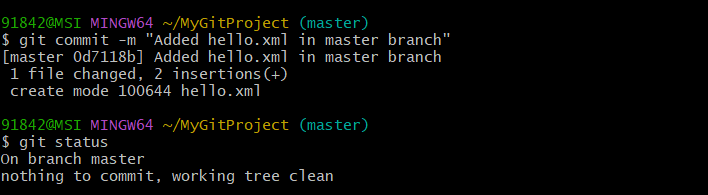 91842@MSI MINGW64 ~/MyGitProject (master)
$ git commit -m "Added hello.xml in master branch"
[master 0d7118b] Added hello.xml in master branch
 1 file changed, 2 insertions(+)
 create mode 100644 hello.xml

91842@MSI MINGW64 ~/MyGitProject (master)
$ git status
On branch master
nothing to commit, working tree clean